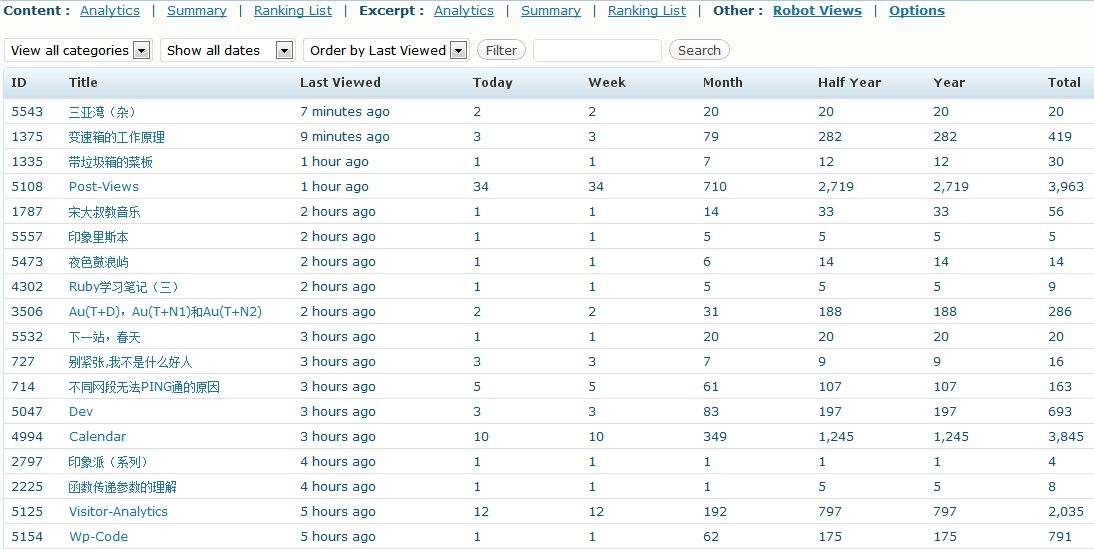 Content : Analytics | Summary | Ranking List | Excerpt : Analytics | Summary | Ranking List | Other : Robot Views | Options
View all categories Show all dates Order by Last Viewed Filter Search
ID Title Last Viewed Today Week Month Half Year Year Total
5543 三亚湾（杂） 7 minutes ago 2 2 20 20 20 20
1375 变速箱的工作原理 9 minutes ago 3 3 79 282 282 419
1335 带垃圾箱的菜板 1 hour ago 1 1 7 12 12 30
5108 Post-Views 1 hour ago 34 34 710 2,719 2,719 3,963
1787 宋大叔教音乐 2 hours ago 1 1 14 33 33 56
5557 印象里斯本 2 hours ago 1 1 5 5 5 5
5473 夜色鼓浪屿 2 hours ago 1 1 6 14 14 14
4302 Ruby学习笔记（三） 2 hours ago 1 1 5 5 5 9
3506 Au(T+D)，Au(T+N1)和Au(T+N2) 2 hours ago 2 2 31 188 188 286
5532 下一站，春天 3 hours ago 1 1 20 20 20 20
727 别紧张,我不是什么好人 3 hours ago 3 3 7 9 9 16
714 不同网段无法PING通的原因 3 hours ago 5 5 61 107 107 163
5047 Dev 3 hours ago 3 3 83 197 197 693
4994 Calendar 3 hours ago 10 10 349 1,245 1,245 3,845
2797 印象派（系列） 4 hours ago 1 1 1 1 1 4
2225 函数传递参数的理解 4 hours ago 1 1 1 5 5 8
5125 Visitor-Analytics 5 hours ago 12 12 192 797 797 2,035
5154 Wp-Code 5 hours ago 1 1 62 175 175 791